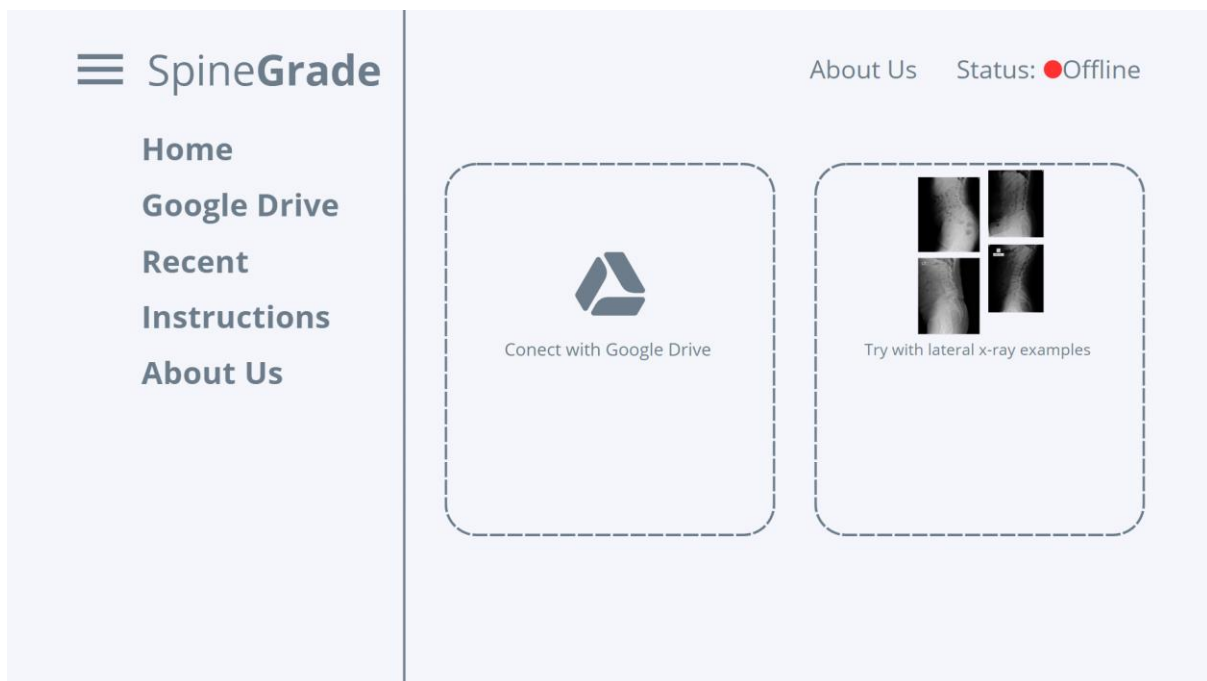 SpineGrade
Home
Google Drive
Recent
Instructions
About Us
About Us
Status: Offline
Conect with Google Drive
Try with lateral x-ray examples